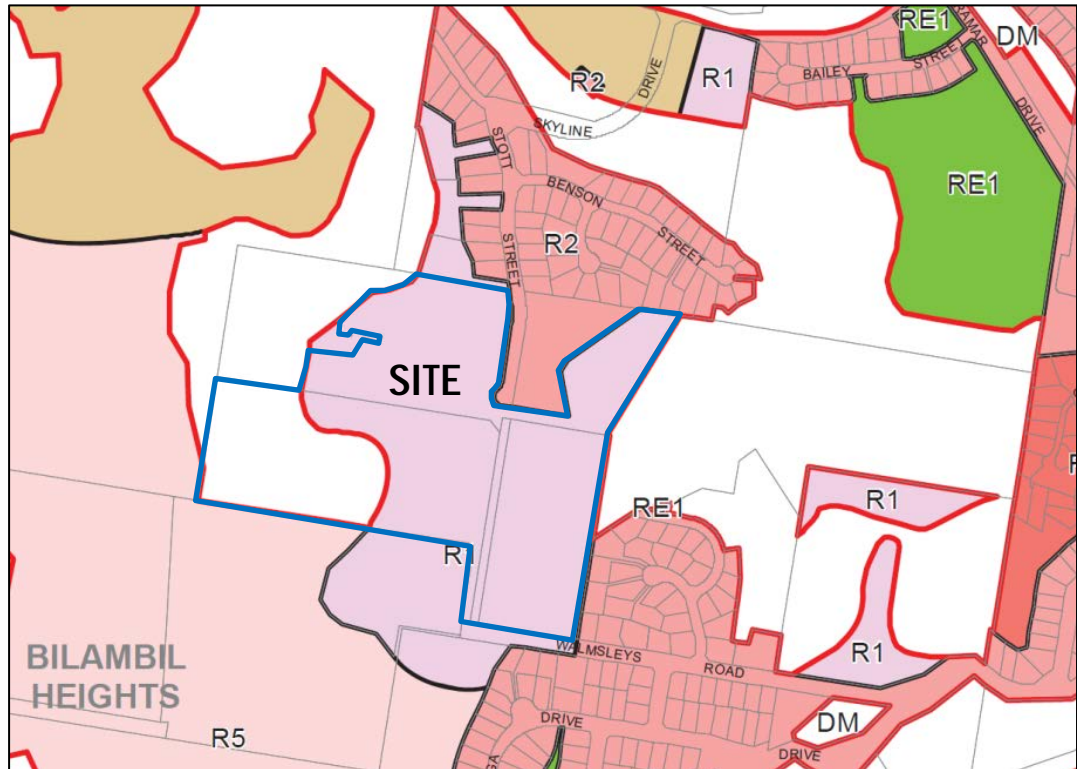 RE1
DM
R1
R2
BAILEY
STREET
DRIVE
SKYLINE
DRIVE
STOTT
STREET
BENSON
STREET
R2
RE1
SITE
RE1
R1
R1
R1
WALMSLEYS
ROAD
BILAMBIL
HEIGHTS
DRIVE
DM
DRIVE
R5